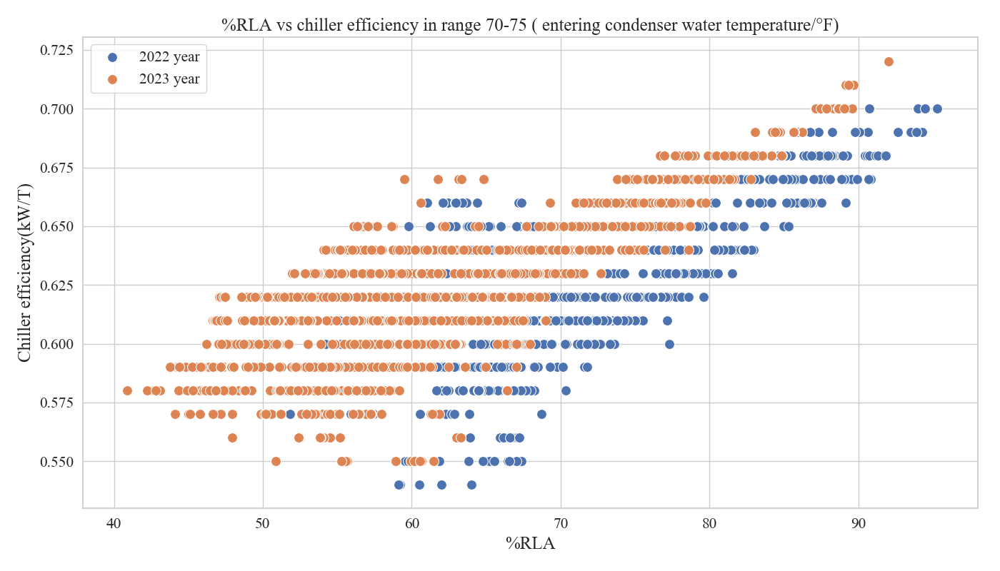 %RLA vs chiller efficiency in range 70-75 ( entering condenser water temperature/°F)
2022 year
2023 year
Chiller efficiency(kW/T)
0.725
0.700
0.675
0.650
0.625
0.600
0.575
0.550
40 50 60 70 80 90
%RLA